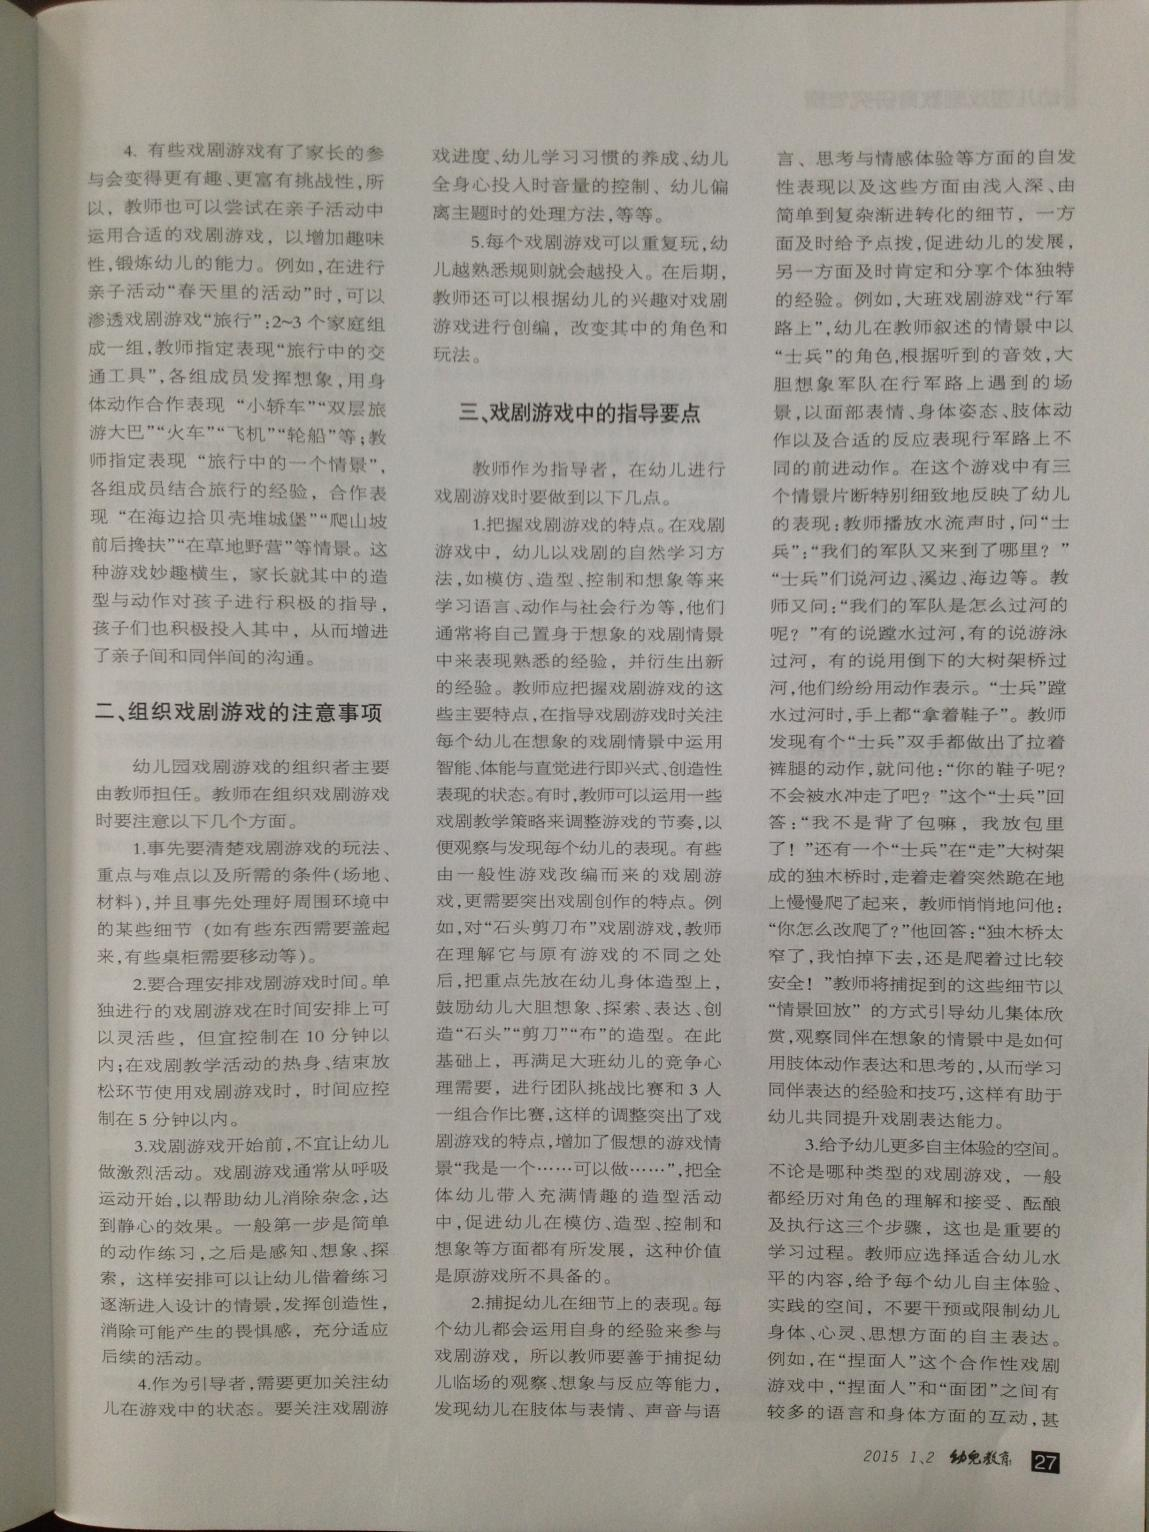 4. 有些戏剧游戏有了家长的参
与会变得更有趣、更富有挑战性,所
以，教师也可以尝试在亲子活动中
运用合适的戏剧游戏，以增加趣味
性,锻炼幼儿的能力。例如,在进行
亲子活动“春天里的活动”时,可以
渗透戏剧游戏“旅行”:2~3 个家庭组
成一组,教师指定表现“旅行中的交
通工具”,各组成员发挥想象,用身
体动作合作表现 “小轿车”“双层旅
游大巴”“火车”“飞机”“轮船”等;教
师指定表现 “旅行中的一个情景”,
各组成员结合旅行的经验，合作表
现 “在海边拾贝壳堆城堡”“爬山坡
前后搀扶”“在草地野营”等情景。这
种游戏妙趣横生，家长就其中的造
型与动作对孩子进行积极的指导,
孩子们也积极投入其中，从而增进
了亲子间和同伴间的沟通。
二、组织戏剧游戏的注意事项
幼儿园戏剧游戏的组织者主要
由教师担任。教师在组织戏剧游戏
时要注意以下几个方面。
1.事先要清楚戏剧游戏的玩法、
重点与难点以及所需的条件(场地、
材料),并且事先处理好周围环境中
的某些细节 (如有些东西需要盖起
来,有些桌柜需要移动等)。
2.要合理安排戏剧游戏时间。单
独进行的戏剧游戏在时间安排上可
以灵活些，但宜控制在 10 分钟以
内;在戏剧教学活动的热身、结束放
松环节使用戏剧游戏时，时间应控
制在 5 分钟以内。
3.戏剧游戏开始前,不宜让幼儿
做激烈活动。戏剧游戏通常从呼吸
运动开始,以帮助幼儿消除杂念,达
到静心的效果。一般第一步是简单
的动作练习,之后是感知、想象、探
索，这样安排可以让幼儿借着练习
逐渐进入设计的情景,发挥创造性,
消除可能产生的畏惧感，充分适应
后续的活动。
4.作为引导者,需要更加关注幼
儿在游戏中的状态。要关注戏剧游
戏进度、幼儿学习习惯的养成、幼儿
全身心投入时音量的控制、幼儿偏
离主题时的处理方法,等等。
5.每个戏剧游戏可以重复玩,幼
儿越熟悉规则就会越投入。在后期,
教师还可以根据幼儿的兴趣对戏剧
游戏进行创编，改变其中的角色和
玩法。
三、戏剧游戏中的指导要点
教师作为指导者，在幼儿进行
戏剧游戏时要做到以下几点。
1.把握戏剧游戏的特点。在戏剧
游戏中，幼儿以戏剧的自然学习方
法,如模仿、造型、控制和想象等来
学习语言、动作与社会行为等,他们
通常将自己置身于想象的戏剧情景
中来表现熟悉的经验，并衍生出新
的经验。教师应把握戏剧游戏的这
些主要特点,在指导戏剧游戏时关注
每个幼儿在想象的戏剧情景中运用
智能、体能与直觉进行即兴式、创造性
表现的状态。有时,教师可以运用一些
戏剧教学策略来调整游戏的节奏,以
便观察与发现每个幼儿的表现。有些
由一般性游戏改编而来的戏剧游
戏,更需要突出戏剧创作的特点。例
如,对“石头剪刀布”戏剧游戏,教师
在理解它与原有游戏的不同之处
后,把重点先放在幼儿身体造型上,
鼓励幼儿大胆想象、探索、表达、创
造“石头”“剪刀”“布”的造型。在此
基础上，再满足大班幼儿的竞争心
理需要，进行团队挑战比赛和 3 人
一组合作比赛,这样的调整突出了戏
剧游戏的特点,增加了假想的游戏情
景“我是一个……可以做……”,把全
体幼儿带入充满情趣的造型活动
中,促进幼儿在模仿、造型、控制和
想象等方面都有所发展，这种价值
是原游戏所不具备的。
2.捕捉幼儿在细节上的表现。每
个幼儿都会运用自身的经验来参与
戏剧游戏，所以教师要善于捕捉幼
儿临场的观察、想象与反应等能力,
发现幼儿在肢体与表情、声音与语
言、思考与情感体验等方面的自发
性表现以及这些方面由浅入深、由
简单到复杂渐进转化的细节，一方
面及时给予点拨,促进幼儿的发展,
另一方面及时肯定和分享个体独特
的经验。例如,大班戏剧游戏“行军
路上”,幼儿在教师叙述的情景中以
“士兵”的角色,根据听到的音效,大
胆想象军队在行军路上遇到的场
景,以面部表情、身体姿态、肢体动
作以及合适的反应表现行军路上不
同的前进动作。在这个游戏中有三
个情景片断特别细致地反映了幼儿
的表现:教师播放水流声时,问“士
兵”:“我们的军队又来到了哪里？”
“士兵”们说河边、溪边、海边等。教
师又问:“我们的军队是怎么过河的
呢？”有的说蹚水过河,有的说游泳
过河，有的说用倒下的大树架桥过
河,他们纷纷用动作表示。“士兵”蹚
水过河时,手上都“拿着鞋子”。教师
发现有个“士兵”双手都做出了拉着
裤腿的动作,就问他:“你的鞋子呢?
不会被水冲走了吧？”这个“士兵”回
答:“我不是背了包嘛，我放包里
了！”还有一个“士兵”在“走”大树架
成的独木桥时,走着走着突然跪在地
上慢慢爬了起来，教师悄悄地问他:
“你怎么改爬了?”他回答:“独木桥太
窄了,我怕掉下去,还是爬着过比较
安全！”教师将捕捉到的这些细节以
“情景回放” 的方式引导幼儿集体欣
赏,观察同伴在想象的情景中是如何
用肢体动作表达和思考的,从而学习
同伴表达的经验和技巧,这样有助于
幼儿共同提升戏剧表达能力。
3.给予幼儿更多自主体验的空间。
不论是哪种类型的戏剧游戏，一般
都经历对角色的理解和接受、酝酿
及执行这三个步骤，这也是重要的
学习过程。教师应选择适合幼儿水
平的内容,给予每个幼儿自主体验、
实践的空间，不要干预或限制幼儿
身体、心灵、思想方面的自主表达。
例如,在“捏面人”这个合作性戏剧
游戏中,“捏面人”和“面团”之间有
较多的语言和身体方面的互动,甚
2015 1、2 幼儿教育 27